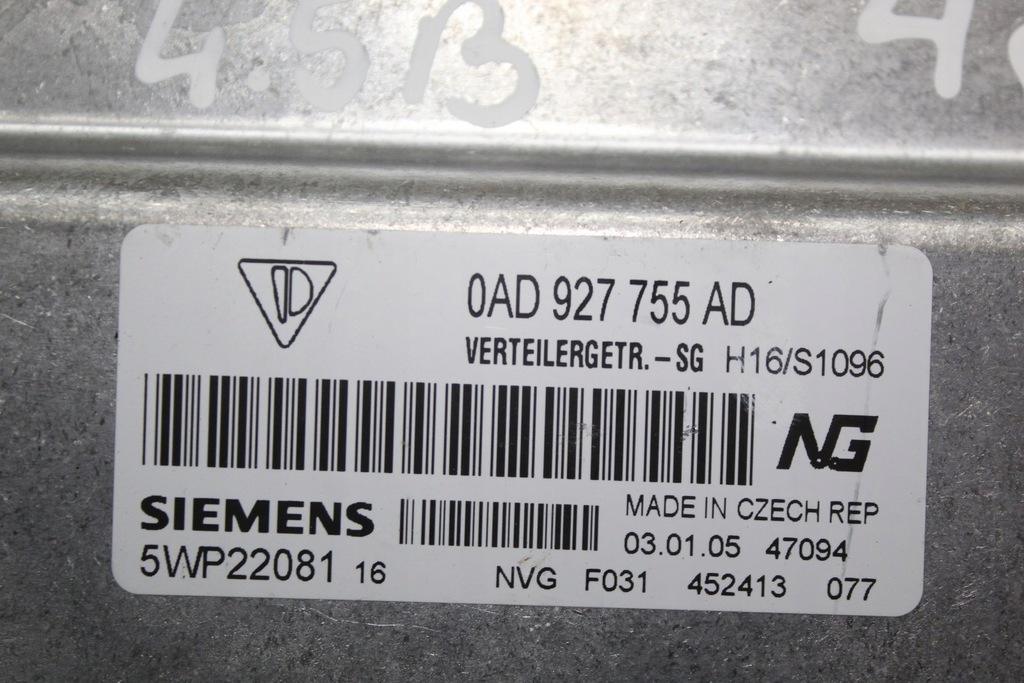 4.5B
4
0AD 927 755 AD
VERTEILERGETR.-SG H16/S1096
NG
SIEMENS
MADE IN CZECH REP
03.01.05 47094
5WP22081 16
NVG F031 452413 077